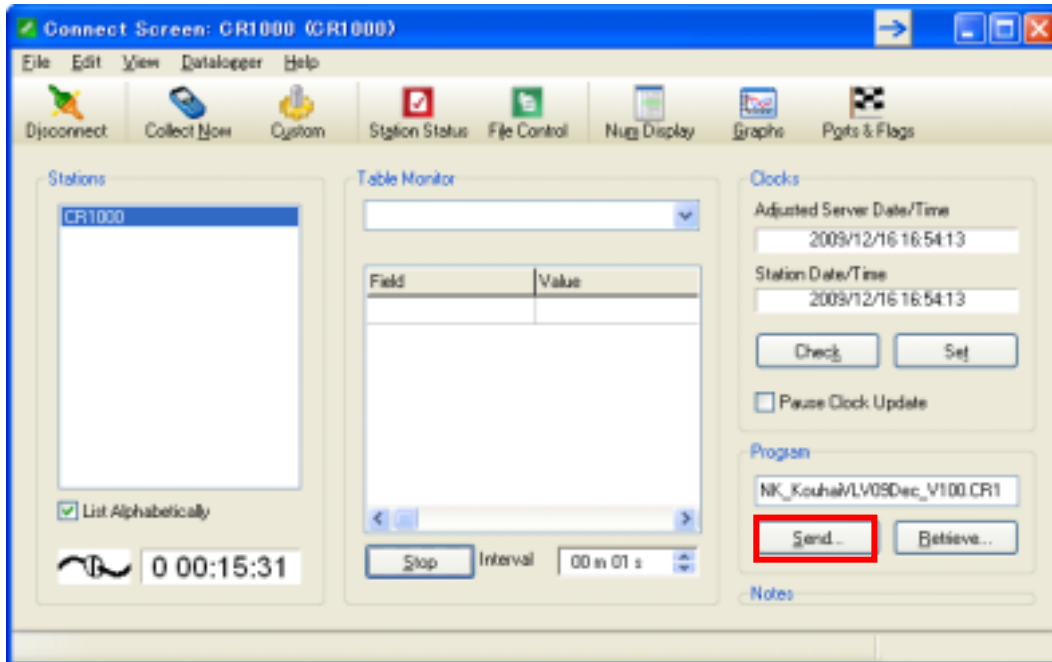 Connect Screen: CR1000 (CR1000)
File Edit View Datalogger Help
Disconnect Collect Now Custom Station Status File Control Num Display Graphs Ports & Flags
Stations
CR1000
List Alphabetically
0 00:15:31
Table Monitor
Field Value
Stop Interval 00 m 01 s
Clocks
Adjusted Server Date/Time
2009/12/16 16:54:13
Station Date/Time
2009/12/16 16:54:13
Check Set
Pause Clock Update
Program
NK_KouhaiVLV09Dec_V100.CR1
Send... Retrieve...
Notes